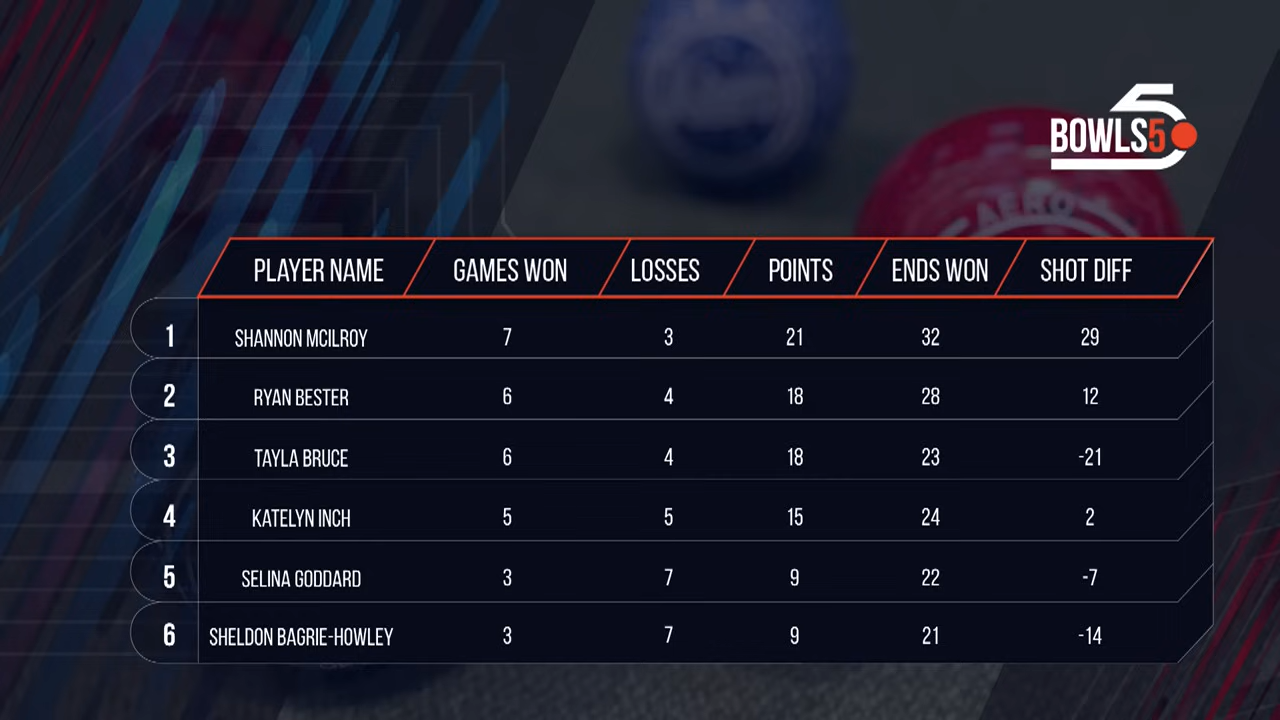 5
BOWLS5
AERO
PLAYER NAME GAMES WON LOSSES POINTS ENDS WON SHOT DIFF
1 SHANNON MCILROY 7 3 21 32 29
2 RYAN BESTER 6 4 18 28 12
3 TAYLA BRUCE 6 4 18 23 -21
4 KATELYN INCH 5 5 15 24 2
5 SELINA GODDARD 3 7 9 22 -7
6 SHELDON BAGRIE-HOWLEY 3 7 9 21 -14